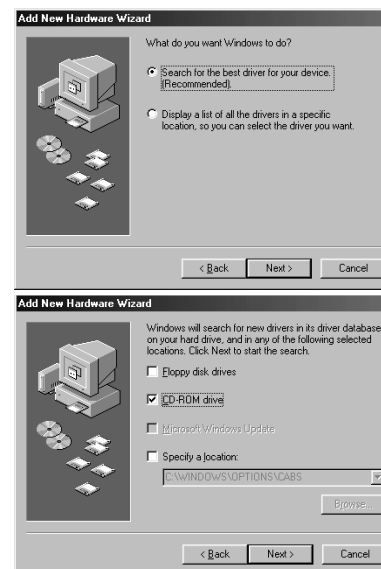 Add New Hardware Wizard
What do you want Windows to do?
Search for the best driver for your device.
(Recommended).
Display a list of all the drivers in a specific
location, so you can select the driver you want.
< Back
Next >
Cancel
Add New Hardware Wizard
Windows will search for new drivers in its driver database
on your hard drive, and in any of the following selected
locations. Click Next to start the search.
Floppy disk drives
CD-ROM drive
Microsoft Windows Update
Specify a location:
C:\WINDOWS\OPTIONS\CABS
Browse...
< Back
Next >
Cancel